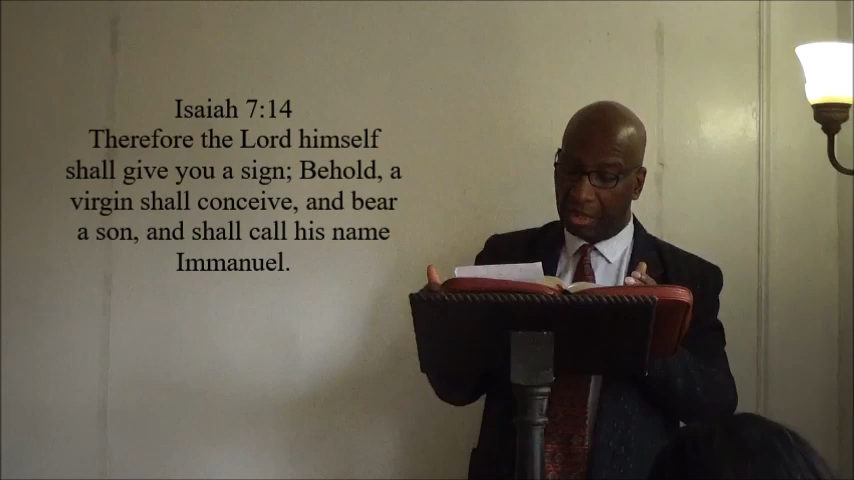 Isaiah 7:14
Therefore the Lord himself
shall give you a sign; Behold, a
virgin shall conceive, and bear
a son, and shall call his name
Immanuel.